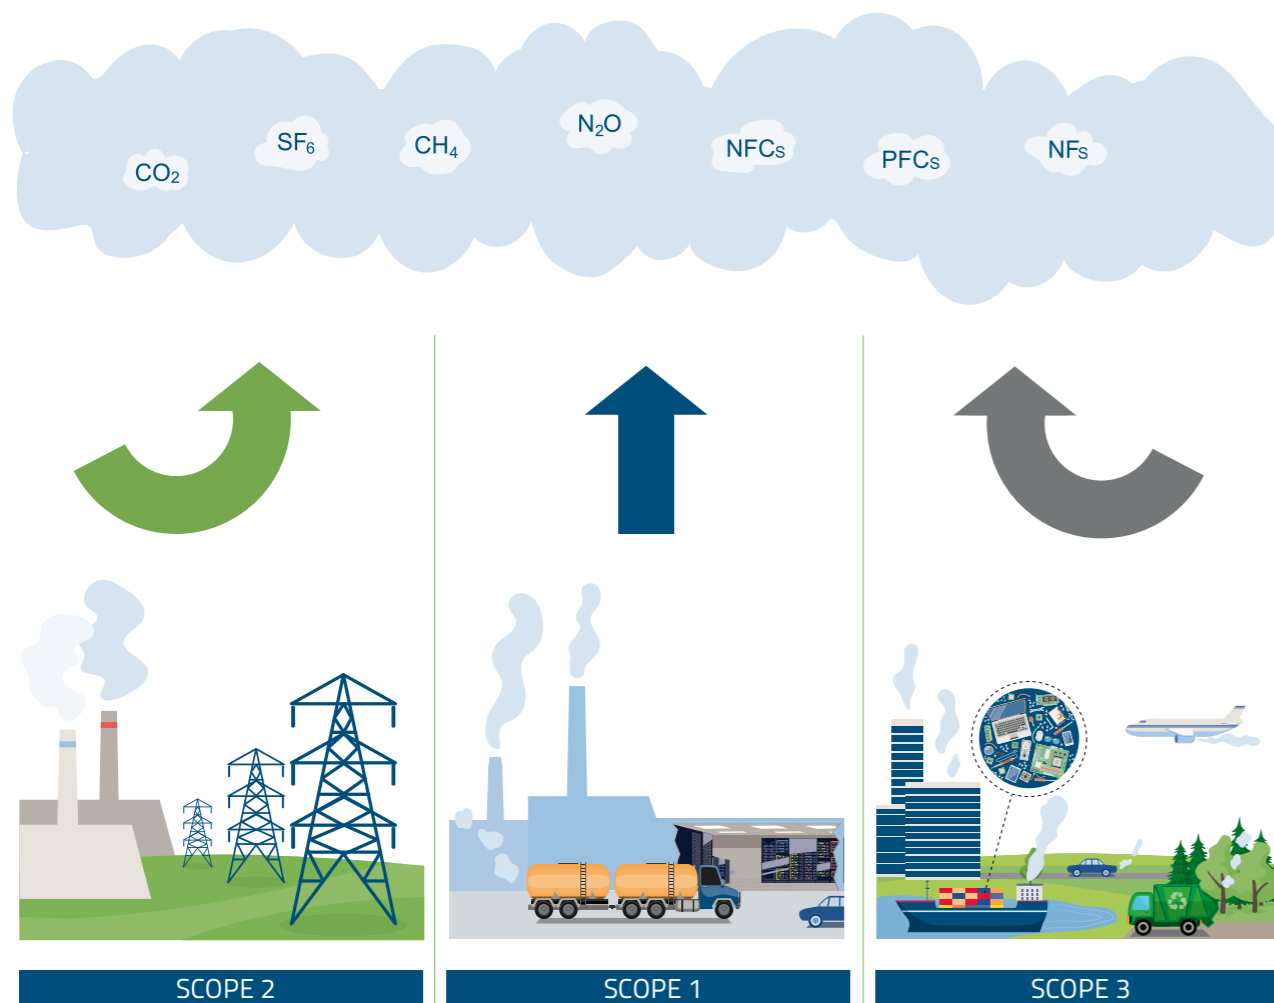 CO₂
SF₆
CH₄
N₂O
NFCs
PFCs
NFs
SCOPE 2
SCOPE 1
SCOPE 3